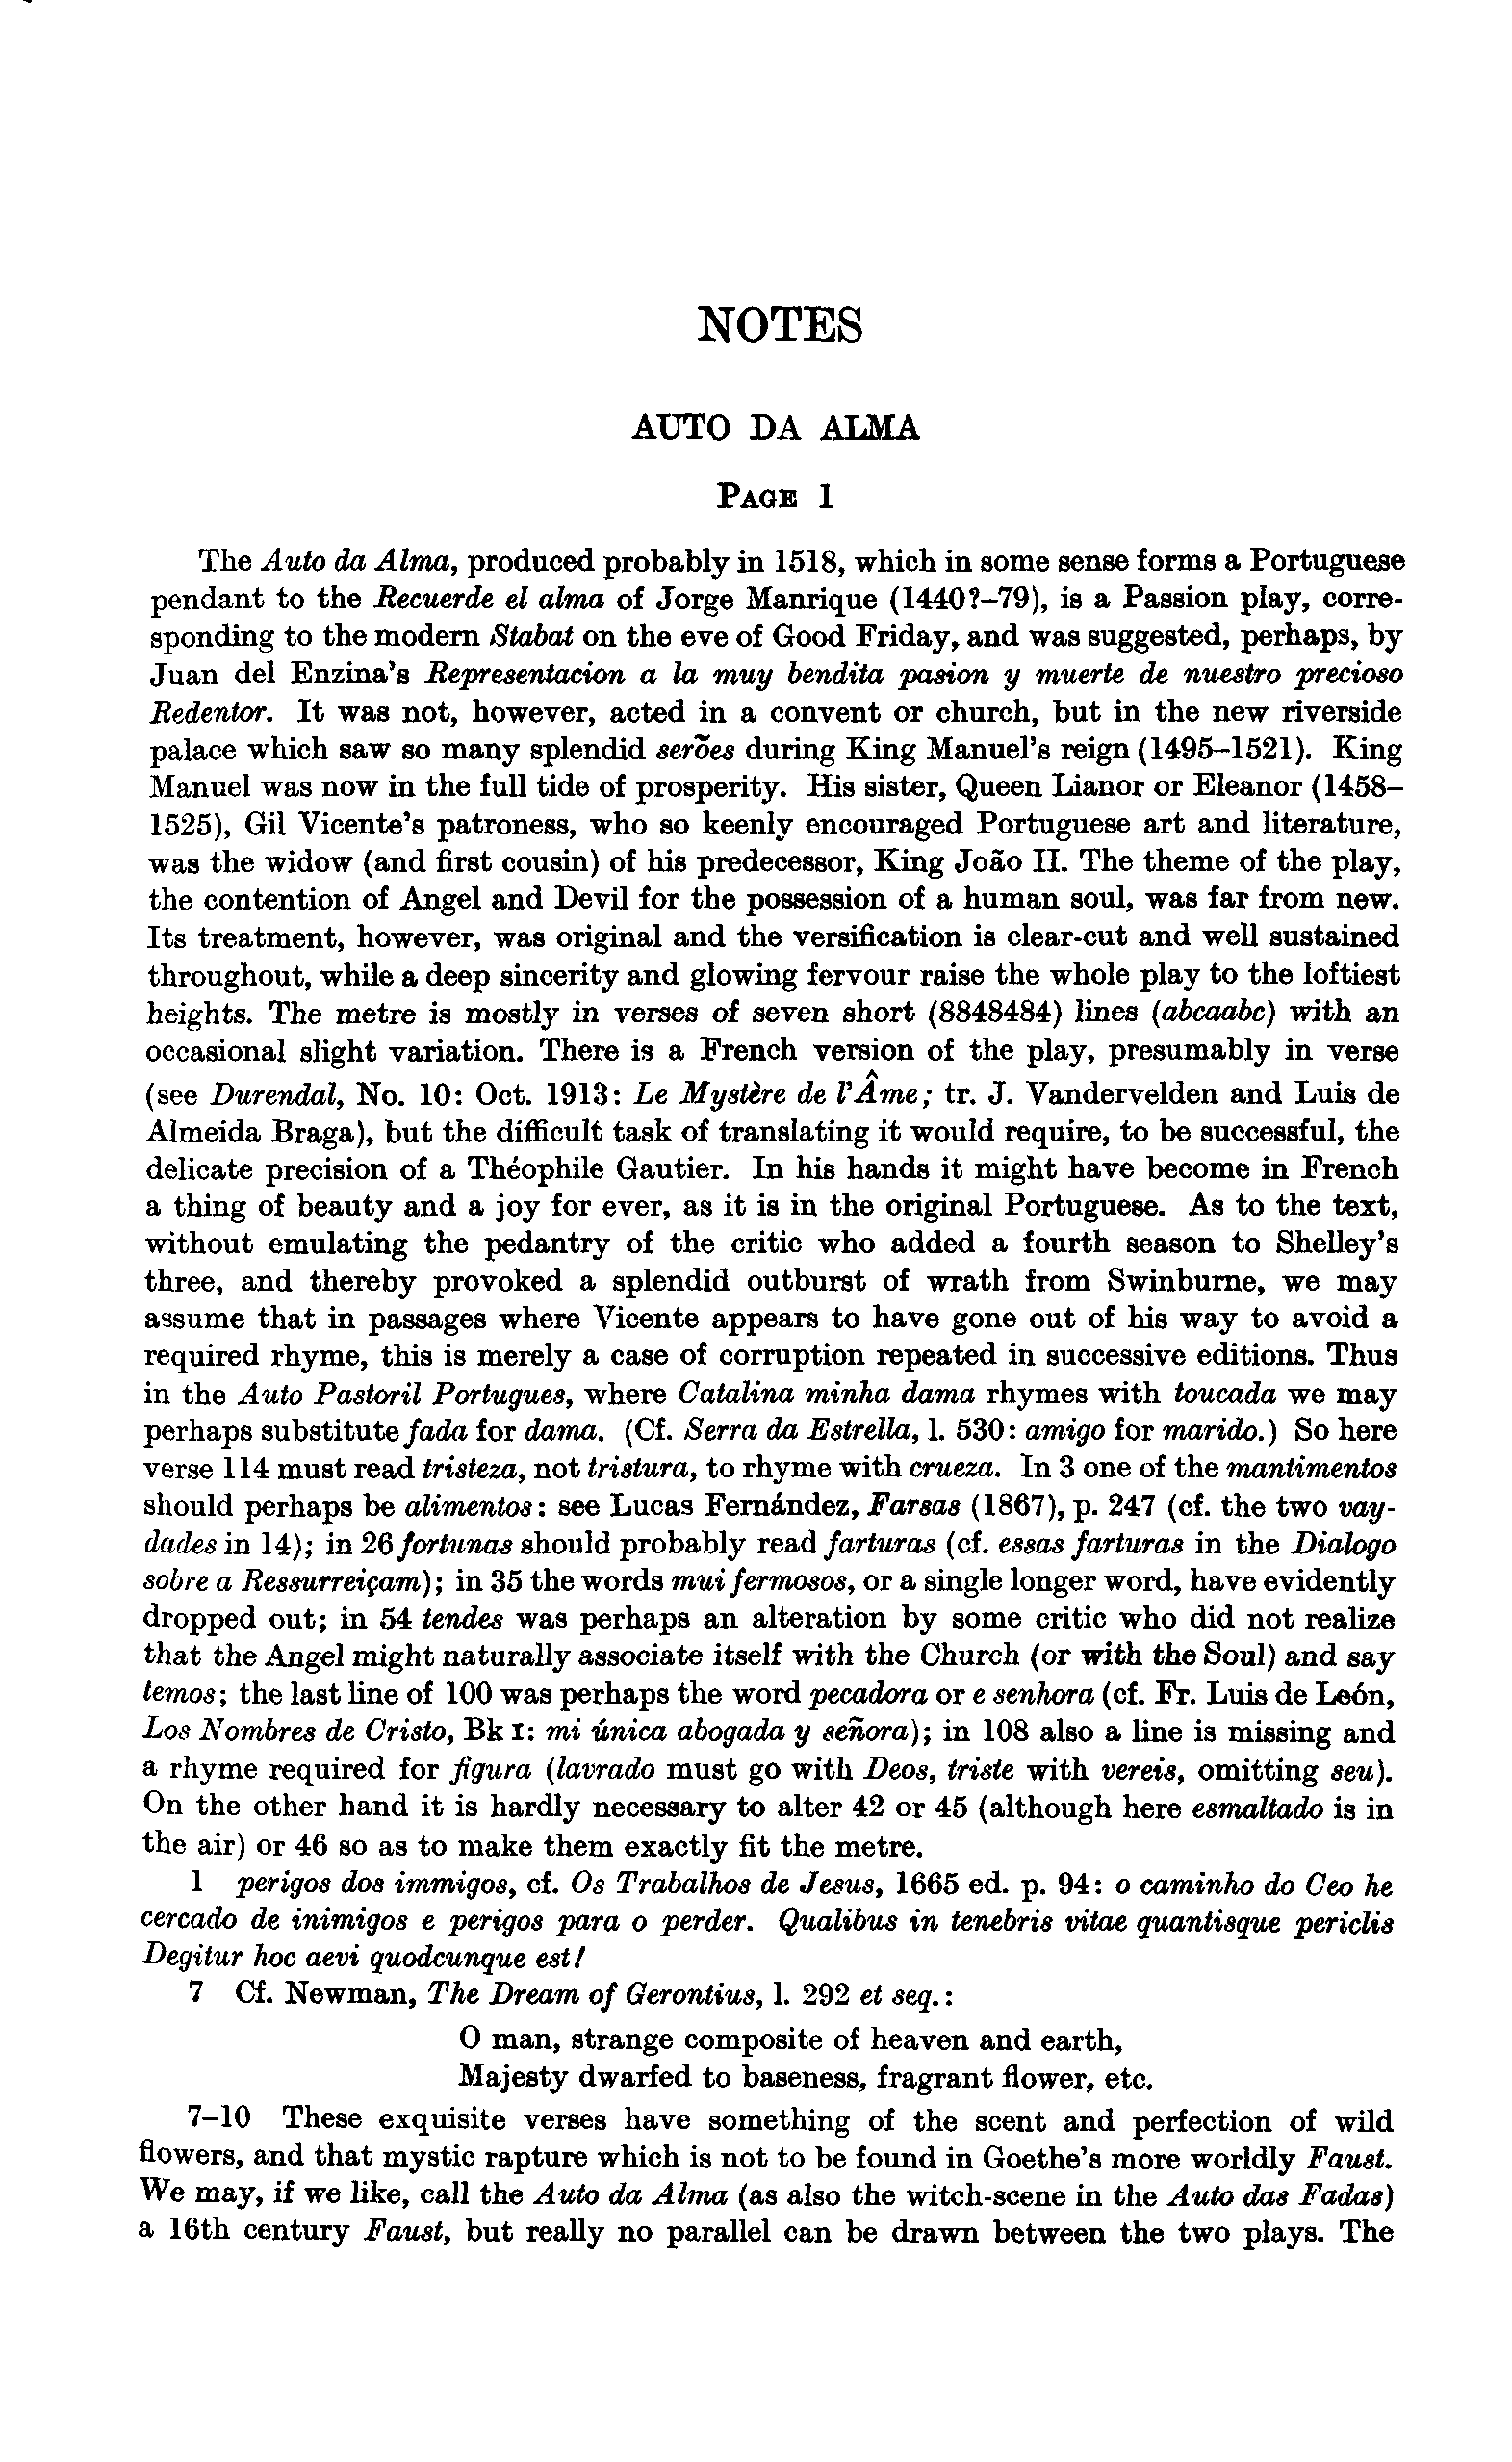 NOTES
AUTO DA ALMA
PAGE 1
The Auto da Alma, produced probably in 1518, which in some sense forms a Portuguese
pendant to the Recuerde el alma of Jorge Manrique (1440?–79), is a Passion play, corre-
sponding to the modern Stabat on the eve of Good Friday, and was suggested, perhaps, by
Juan del Enzina's Representacion a la muy bendita pasion y muerte de nuestro precioso
Redentor. It was not, however, acted in a convent or church, but in the new riverside
palace which saw so many splendid serões during King Manuel's reign (1495–1521). King
Manuel was now in the full tide of prosperity. His sister, Queen Lianor or Eleanor (1458–
1525), Gil Vicente's patroness, who so keenly encouraged Portuguese art and literature,
was the widow (and first cousin) of his predecessor, King João II. The theme of the play,
the contention of Angel and Devil for the possession of a human soul, was far from new.
Its treatment, however, was original and the versification is clear-cut and well sustained
throughout, while a deep sincerity and glowing fervour raise the whole play to the loftiest
heights. The metre is mostly in verses of seven short (8848484) lines (abcaabc) with an
occasional slight variation. There is a French version of the play, presumably in verse
(see Durendal, No. 10: Oct. 1913: Le Mystère de l'Âme; tr. J. Vandervelden and Luis de
Almeida Braga), but the difficult task of translating it would require, to be successful, the
delicate precision of a Théophile Gautier. In his hands it might have become in French
a thing of beauty and a joy for ever, as it is in the original Portuguese. As to the text,
without emulating the pedantry of the critic who added a fourth season to Shelley's
three, and thereby provoked a splendid outburst of wrath from Swinburne, we may
assume that in passages where Vicente appears to have gone out of his way to avoid a
required rhyme, this is merely a case of corruption repeated in successive editions. Thus
in the Auto Pastoril Portugues, where Catalina minha dama rhymes with toucada we may
perhaps substitute fada for dama. (Cf. Serra da Estrella, l. 530: amigo for marido.) So here
verse 114 must read tristeza, not tristura, to rhyme with crueza. In 3 one of the mantimentos
should perhaps be alimentos: see Lucas Fernández, Farsas (1867), p. 247 (cf. the two vay-
dades in 14); in 26 fortunas should probably read farturas (cf. essas farturas in the Dialogo
sobre a Ressurreiçam); in 35 the words mui fermosos, or a single longer word, have evidently
dropped out; in 54 tendes was perhaps an alteration by some critic who did not realize
that the Angel might naturally associate itself with the Church (or with the Soul) and say
temos; the last line of 100 was perhaps the word pecadora or e senhora (cf. Fr. Luis de León,
Los Nombres de Cristo, Bk I: mi única abogada y señora); in 108 also a line is missing and
a rhyme required for figura (lavrado must go with Deos, triste with vereis, omitting seu).
On the other hand it is hardly necessary to alter 42 or 45 (although here esmaltado is in
the air) or 46 so as to make them exactly fit the metre.
1 perigos dos immigos, cf. Os Trabalhos de Jesus, 1665 ed. p. 94: o caminho do Ceo he
cercado de inimigos e perigos para o perder. Qualibus in tenebris vitae quantisque periclis
Degitur hoc aevi quodcunque est!
7 Cf. Newman, The Dream of Gerontius, l. 292 et seq.:
O man, strange composite of heaven and earth,
Majesty dwarfed to baseness, fragrant flower, etc.
7–10 These exquisite verses have something of the scent and perfection of wild
flowers, and that mystic rapture which is not to be found in Goethe's more worldly Faust.
We may, if we like, call the Auto da Alma (as also the witch-scene in the Auto das Fadas)
a 16th century Faust, but really no parallel can be drawn between the two plays. The